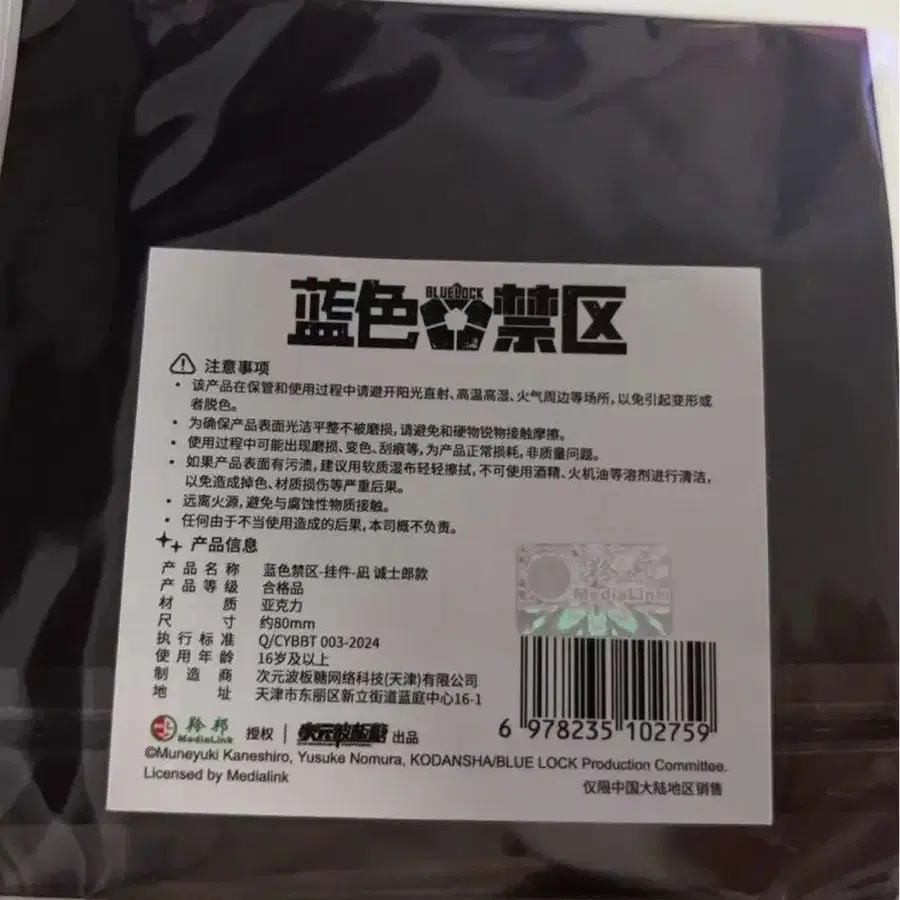 蓝色 BLUELOCK 禁区
注意事项
• 该产品在保管和使用过程中请避开阳光直射、高温高湿、火气周边等场所，以免引起变形或
者脱色。
• 为确保产品表面光洁平整不被磨损，请避免和硬物锐物接触摩擦。
• 使用过程中可能出现磨损、变色、刮痕等，为产品正常损耗，非质量问题。
• 如果产品表面有污渍，建议用软质湿布轻轻擦拭，不可使用酒精、火机油等溶剂进行清洁，
以免造成掉色、材质损伤等严重后果。
• 远离火源，避免与腐蚀性物质接触。
• 任何由于不当使用造成的后果，本司概不负责。
产品信息
产品名称 蓝色禁区-挂件-凪 诚士郎款
产品等级 合格品
材质 亚克力
尺寸 约80mm
执行标准 Q/CYBBT 003-2024
使用年龄 16岁及以上
制造商 次元波板糖网络科技(天津)有限公司
地址 天津市东丽区新立街道蓝庭中心16-1
MediaLink
6 978235 102759
羚邦 MediaLink 授权 | 次元波板糖 出品
©Muneyuki Kaneshiro, Yusuke Nomura, KODANSHA/BLUE LOCK Production Committee.
Licensed by Medialink
仅限中国大陆地区销售